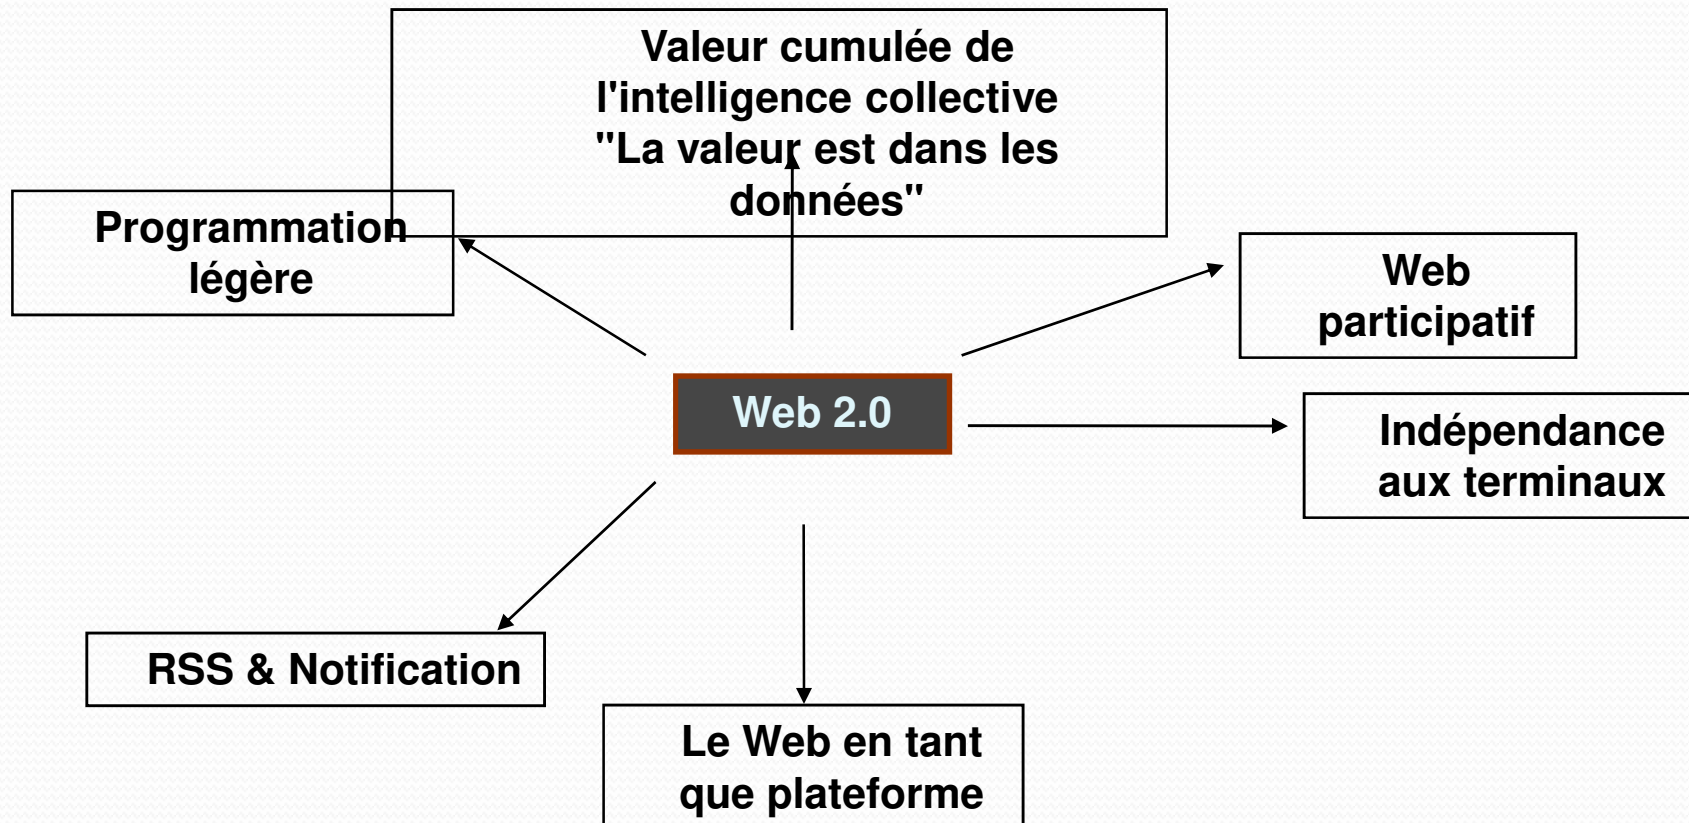 Valeur cumulée de
l'intelligence collective
"La valeur est dans les
données"
Programmation
légère
Web
participatif
Web 2.0
Indépendance
aux terminaux
RSS & Notification
Le Web en tant
que plateforme